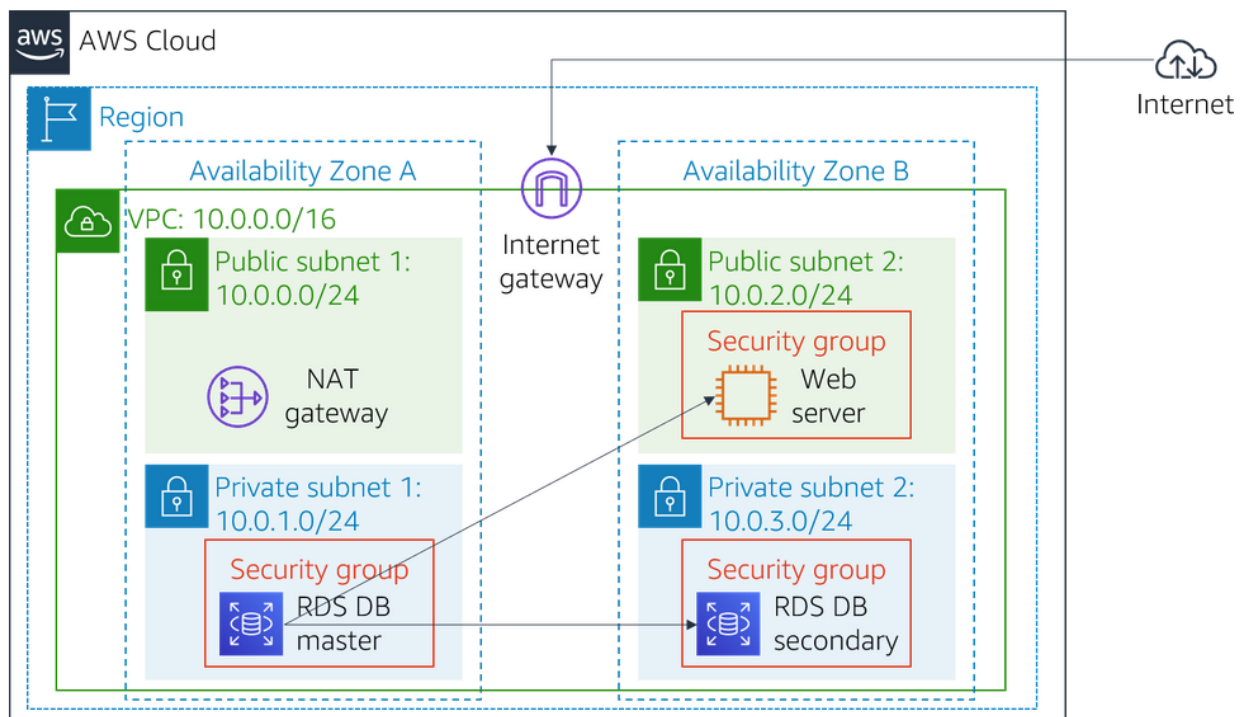 aws
AWS Cloud
Internet
Region
Availability Zone A
Availability Zone B
VPC: 10.0.0.0/16
Internet
gateway
Public subnet 1:
10.0.0.0/24
NAT
gateway
Public subnet 2:
10.0.2.0/24
Security group
Web
server
Private subnet 1:
10.0.1.0/24
Security group
RDS DB
master
Private subnet 2:
10.0.3.0/24
Security group
RDS DB
secondary